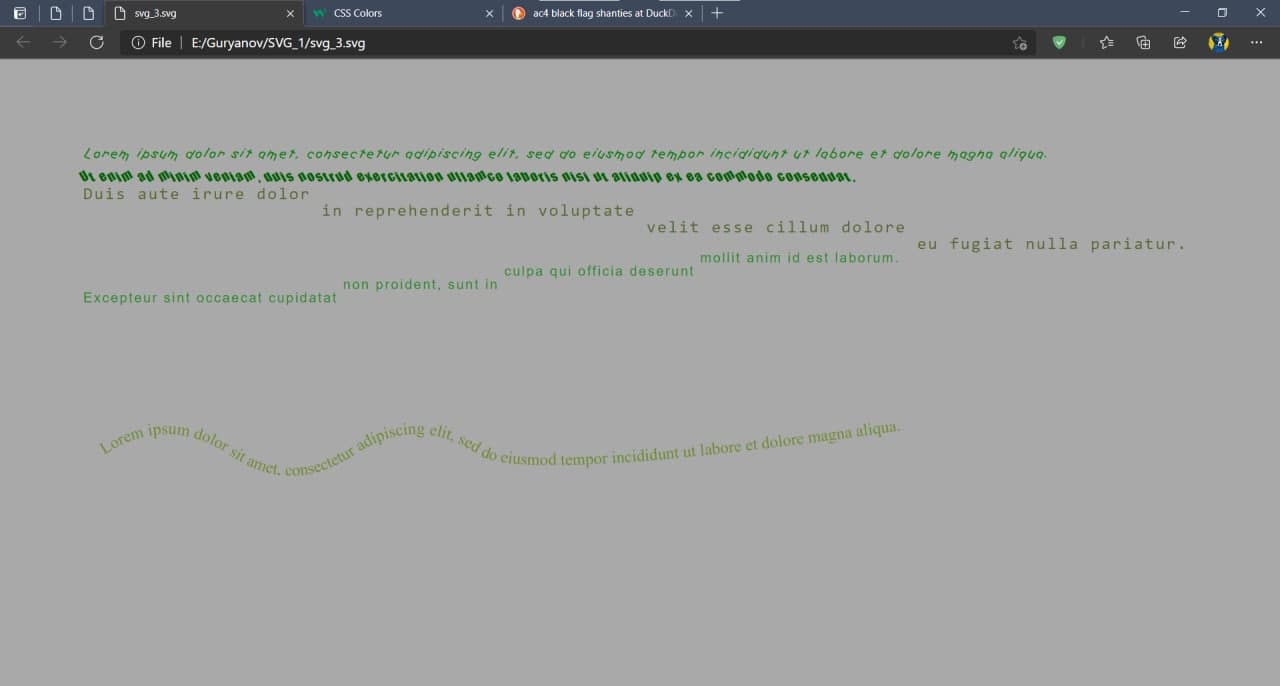 svg_3.svg
CSS Colors
ac4 black flag shanties at DuckD
File
E:/Guryanov/SVG_1/svg_3.svg
Lorem ipsum dolor sit amet, consectetur adipiscing elit, sed do eiusmod tempor incididunt ut labore et dolore magna aliqua.
Ut enim ad minim veniam, quis nostrud exercitation ullamco laboris nisi ut aliquip ex ea commodo consequat.
Duis aute irure dolor
in reprehenderit in voluptate
velit esse cillum dolore
eu fugiat nulla pariatur.
Excepteur sint occaecat cupidatat
non proident, sunt in
culpa qui officia deserunt
mollit anim id est laborum.
Lorem ipsum dolor sit amet, consectetur adipiscing elit, sed do eiusmod tempor incididunt ut labore et dolore magna aliqua.